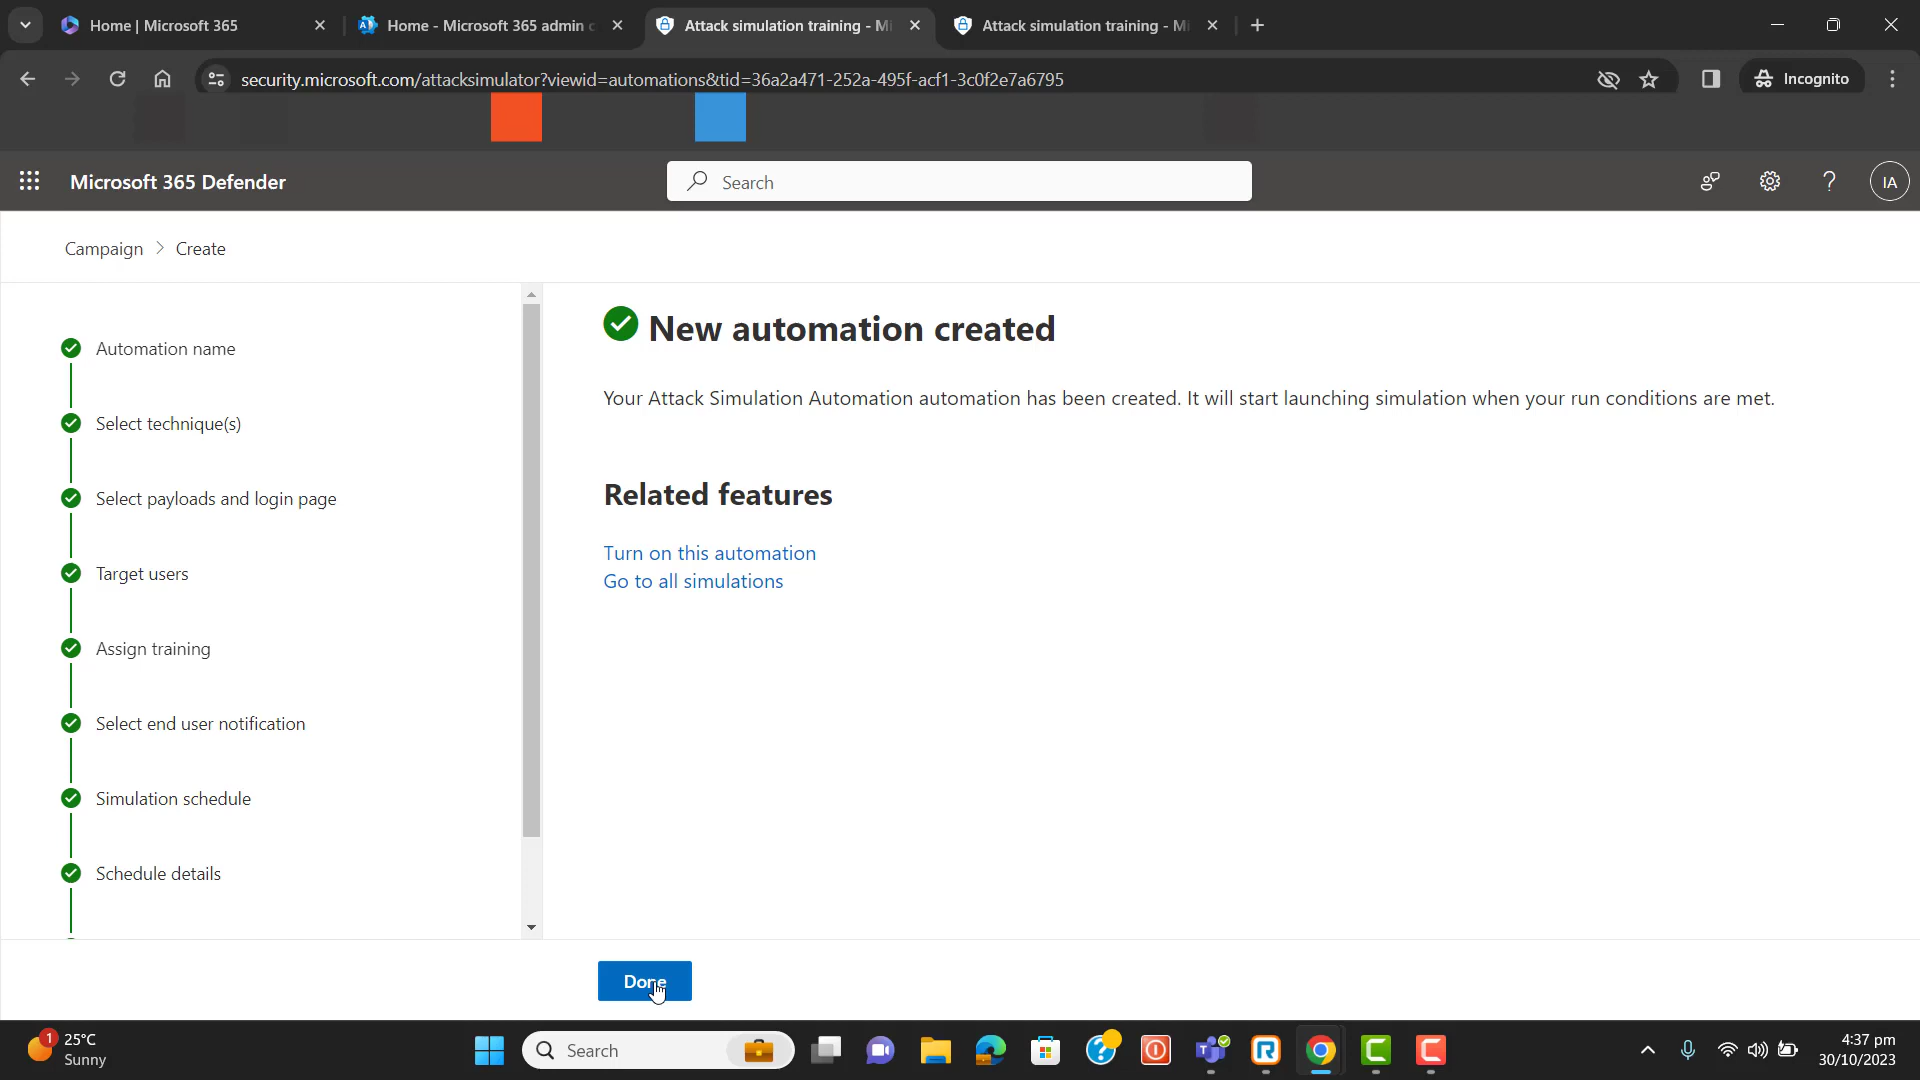 Home | Microsoft 365
Home - Microsoft 365 admin c
Attack simulation training - Mi
Attack simulation training - Mi
security.microsoft.com/attacksimulator?viewid=automations&tid=36a2a471-252a-495f-acf1-3c0f2e7a6795
Incognito
Microsoft 365 Defender
Search
IA
Campaign > Create
Automation name
Select technique(s)
Select payloads and login page
Target users
Assign training
Select end user notification
Simulation schedule
Schedule details
New automation created
Your Attack Simulation Automation automation has been created. It will start launching simulation when your run conditions are met.
Related features
Turn on this automation
Go to all simulations
Done
1
25°C
Sunny
Search
4:37 pm
30/10/2023